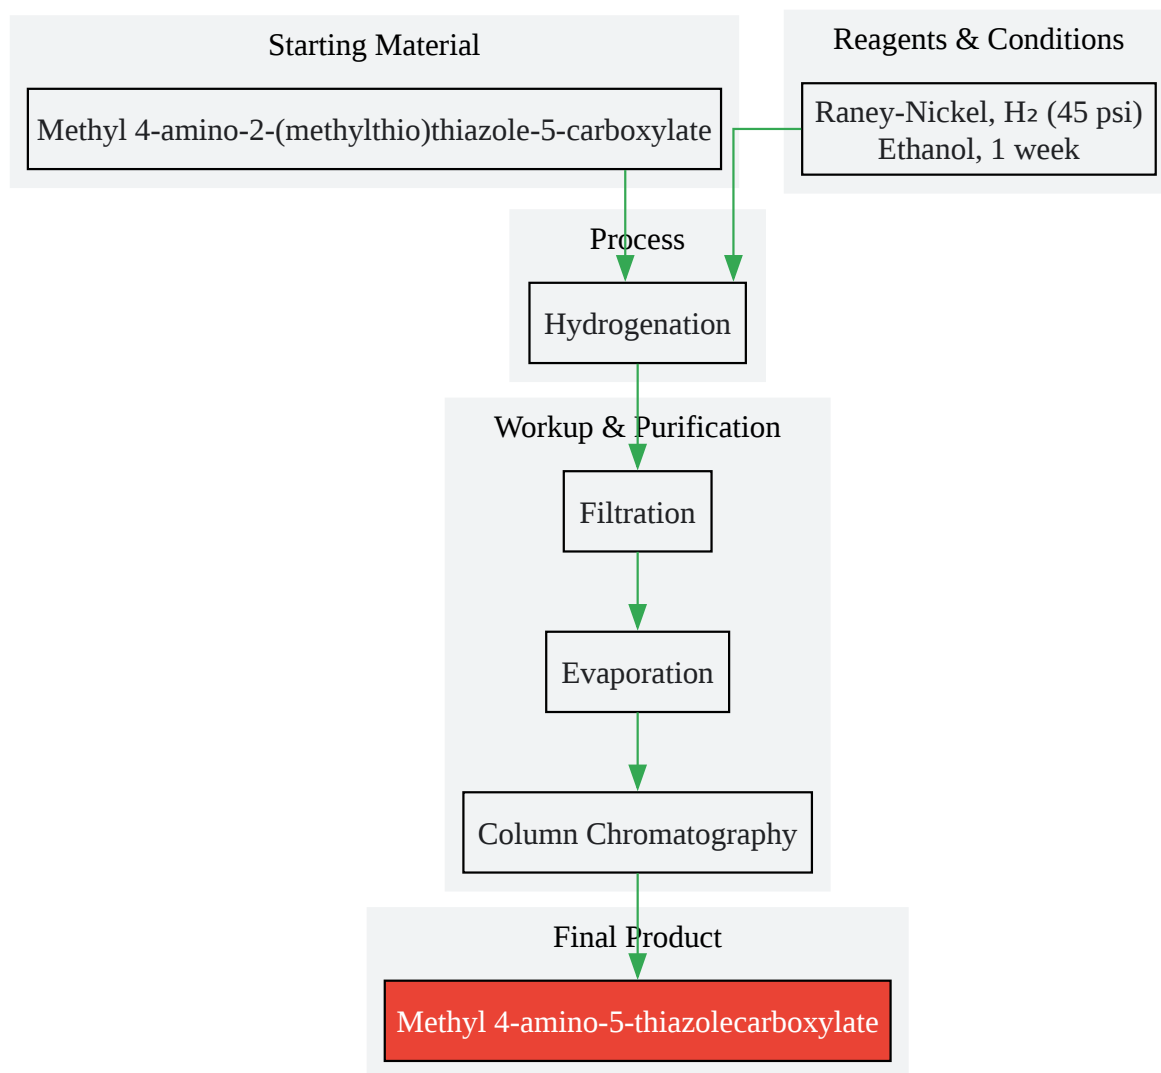 Starting Material
Methyl 4-amino-2-(methylthio)thiazole-5-carboxylate
Reagents & Conditions
Raney-Nickel, H₂ (45 psi)
Ethanol, 1 week
Process
Hydrogenation
Workup & Purification
Filtration
Evaporation
Column Chromatography
Final Product
Methyl 4-amino-5-thiazolecarboxylate